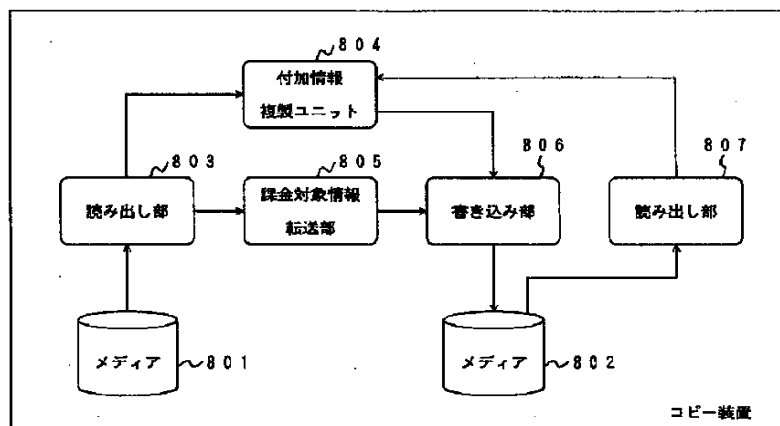 804
付加情報
複製ユニット
803
805
806
807
読み出し部
課金対象情報
転送部
書き込み部
読み出し部
メディア
801
メディア
802
コピー装置